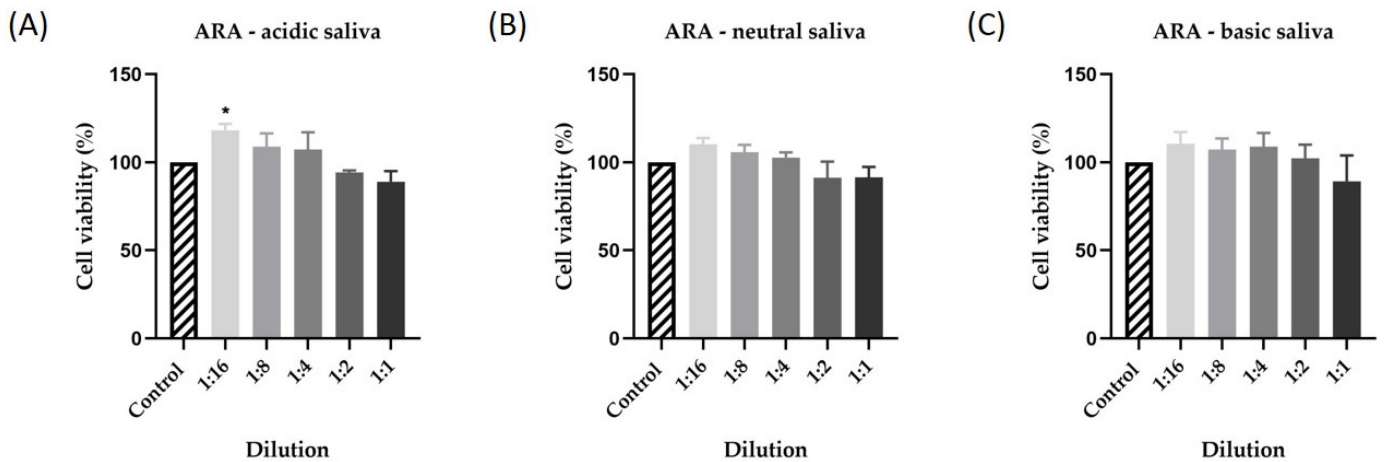 (A)
ARA - acidic saliva
150
*
100
50
0
Cell viability (%)
Control
1:16
1:8
1:4
1:2
1:1
Dilution
(B)
ARA - neutral saliva
150
100
50
0
Cell viability (%)
Control
1:16
1:8
1:4
1:2
1:1
Dilution
(C)
ARA - basic saliva
150
100
50
0
Cell viability (%)
Control
1:16
1:8
1:4
1:2
1:1
Dilution